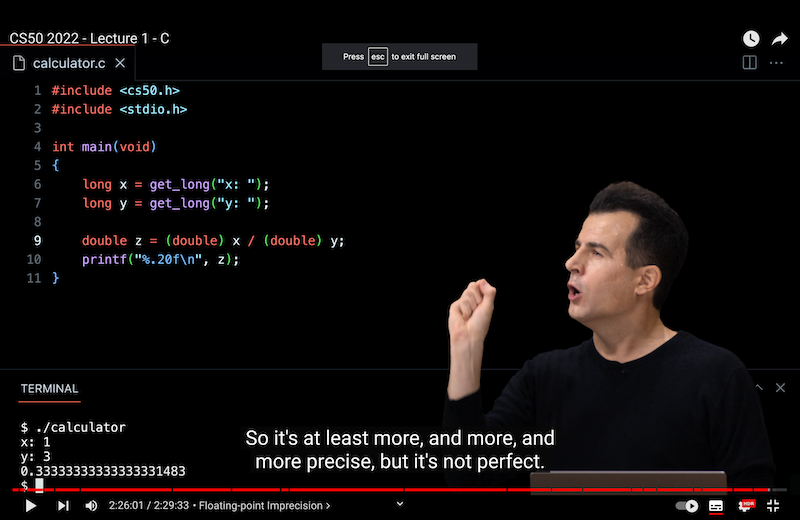 CS50 2022 - Lecture 1 - C
Press esc to exit full screen
calculator.c
1 #include <cs50.h>
2 #include <stdio.h>
3
4 int main(void)
5 {
6 long x = get_long("x: ");
7 long y = get_long("y: ");
8
9 double z = (double) x / (double) y;
10 printf("%.20f\n", z);
11 }
TERMINAL
$ ./calculator
x: 1
y: 3
0.33333333333333331483
$
So it's at least more, and more, and
more precise, but it's not perfect.
2:26:01 / 2:29:33 • Floating-point Imprecision >
HDR